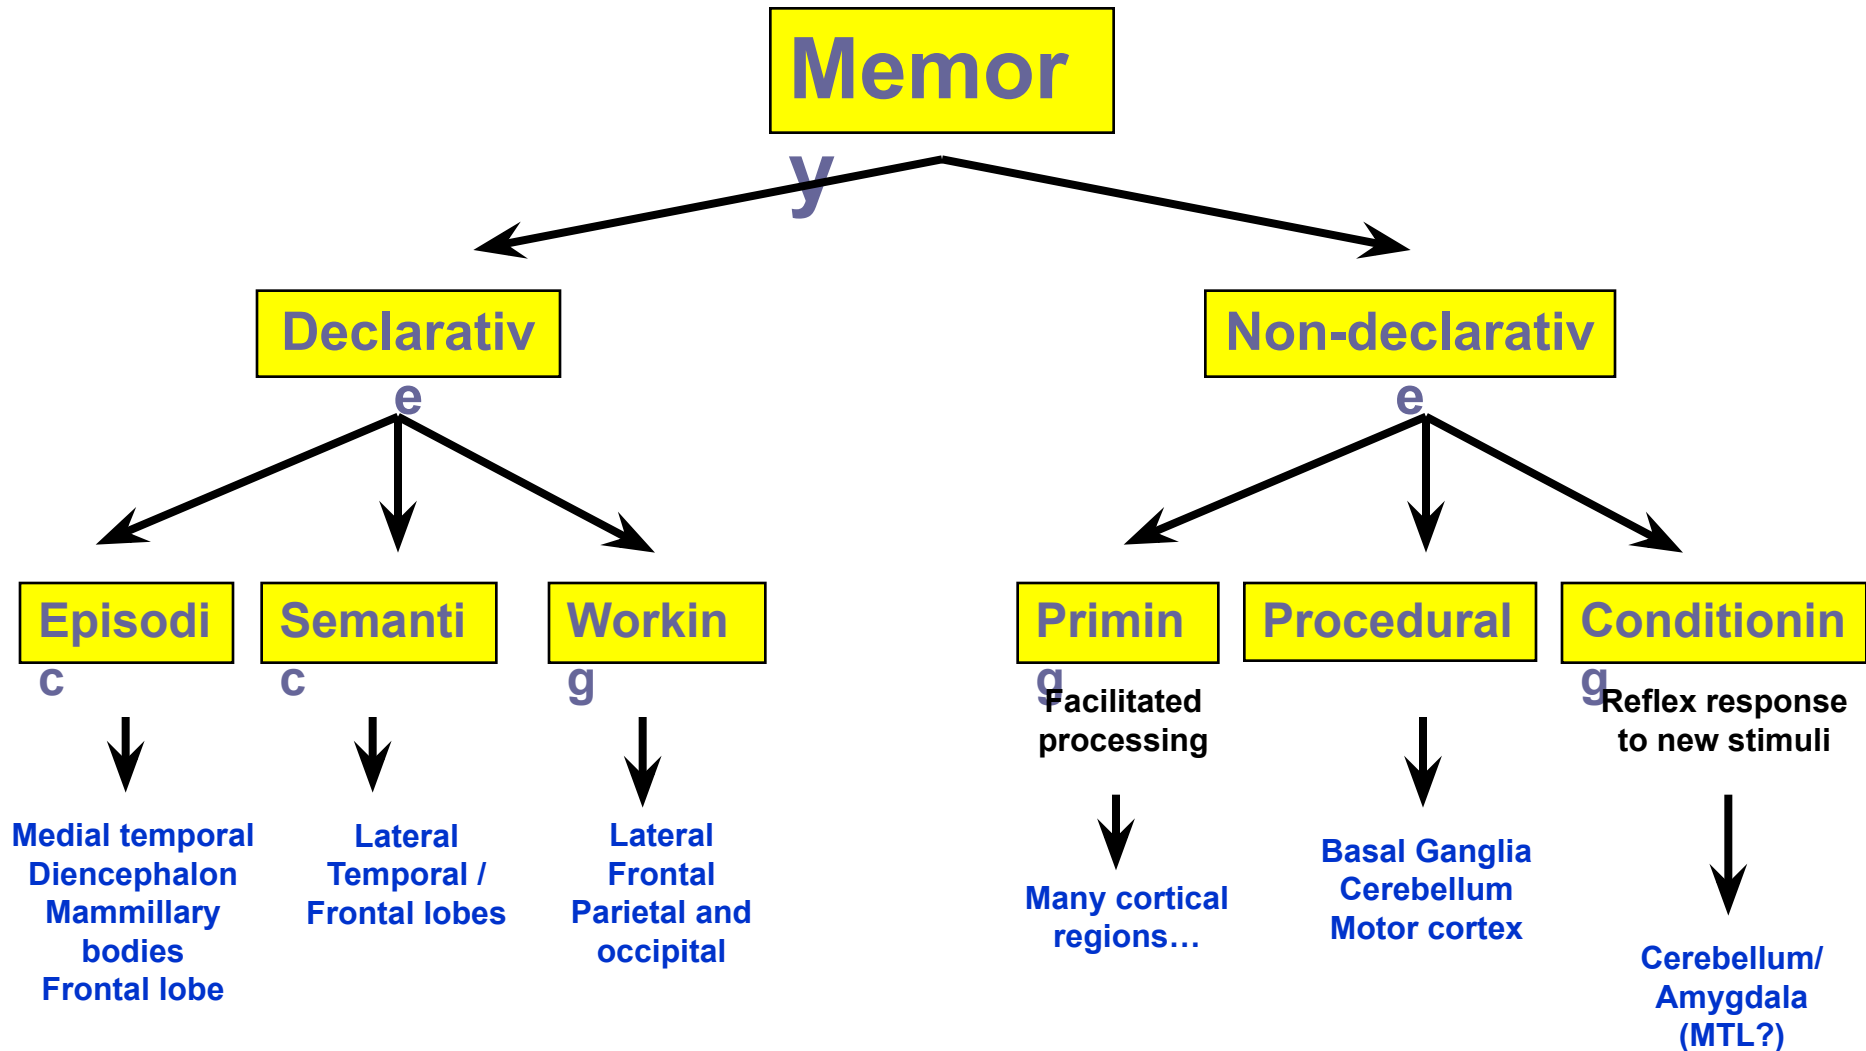 Memor
y
Declarativ
e
Non-declarativ
e
Episodi
c
Semanti
c
Workin
g
Primin
g
Procedural
Conditionin
g
Facilitated
processing
Reflex response
to new stimuli
Medial temporal
Diencephalon
Mammillary
bodies
Frontal lobe
Lateral
Temporal /
Frontal lobes
Lateral
Frontal
Parietal and
occipital
Many cortical
regions…
Basal Ganglia
Cerebellum
Motor cortex
Cerebellum/
Amygdala
(MTL?)